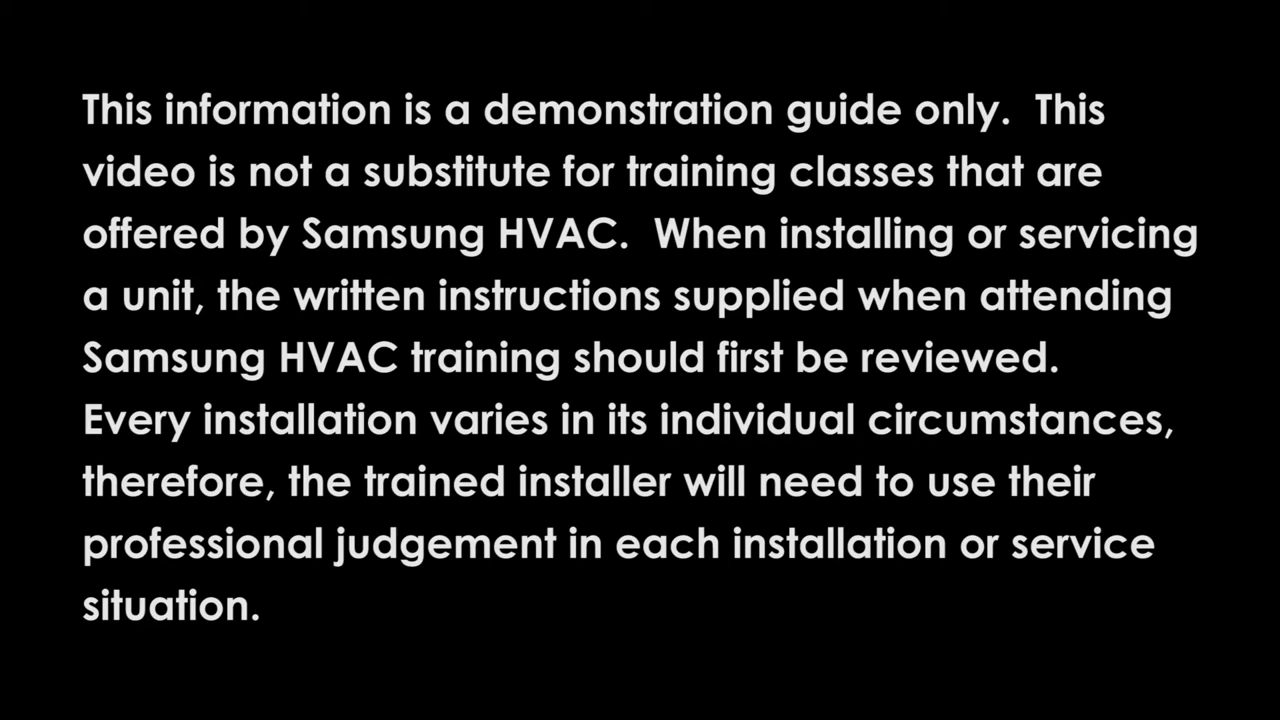 This information is a demonstration guide only.  This
video is not a substitute for training classes that are
offered by Samsung HVAC.  When installing or servicing
a unit, the written instructions supplied when attending
Samsung HVAC training should first be reviewed.
Every installation varies in its individual circumstances,
therefore, the trained installer will need to use their
professional judgement in each installation or service
situation.